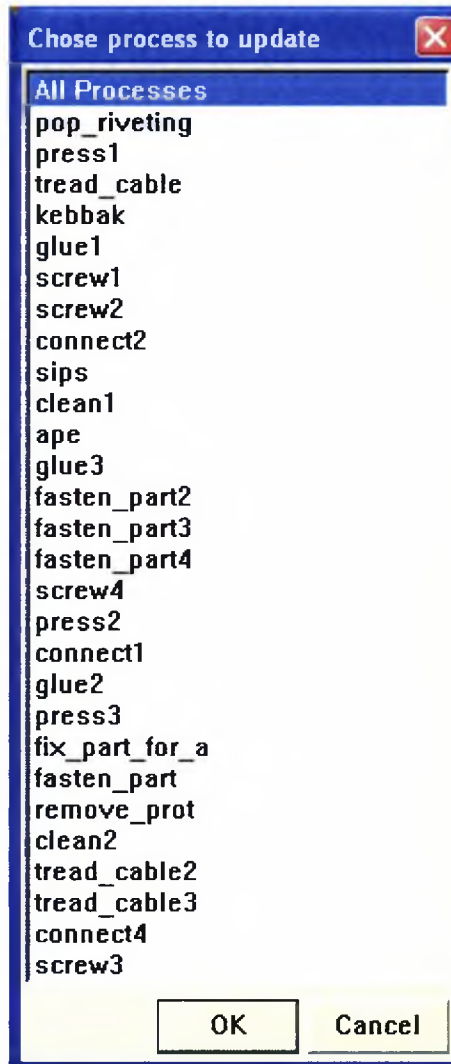 Chose process to update
All Processes
pop_riveting
press1
tread_cable
kebbak
glue1
screw1
screw2
connect2
sips
clean1
ape
glue3
fasten_part2
fasten_part3
fasten_part4
screw4
press2
connect1
glue2
press3
fix_part_for_a
fasten_part
remove_prot
clean2
tread_cable2
tread_cable3
connect4
screw3
OK Cancel